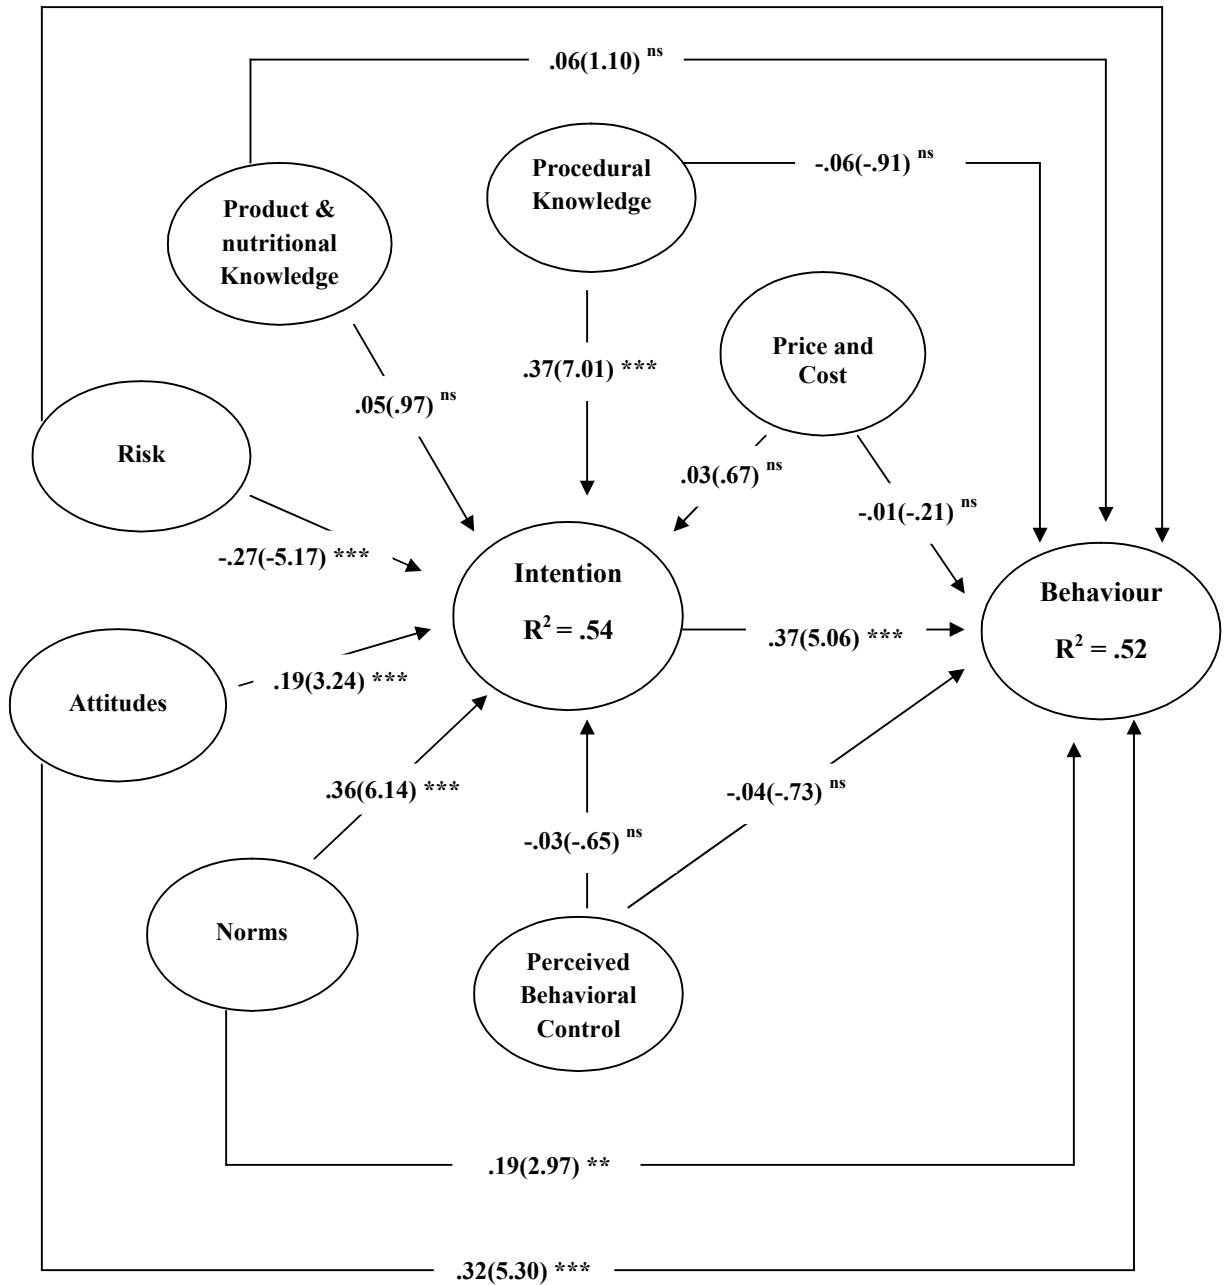 .06(1.10) ns
Procedural
Knowledge
-.06(-.91) ns
Product &
nutritional
Knowledge
Price and
Cost
.37(7.01) ***
.05(.97) ns
Risk
.03(.67) ns
-.01(-.21) ns
-.27(-5.17) ***
Intention
R² = .54
Behaviour
R² = .52
.37(5.06) ***
.19(3.24) ***
Attitudes
.36(6.14) ***
-.04(-.73) ns
-.03(-.65) ns
Norms
Perceived
Behavioral
Control
.19(2.97) **
.32(5.30) ***